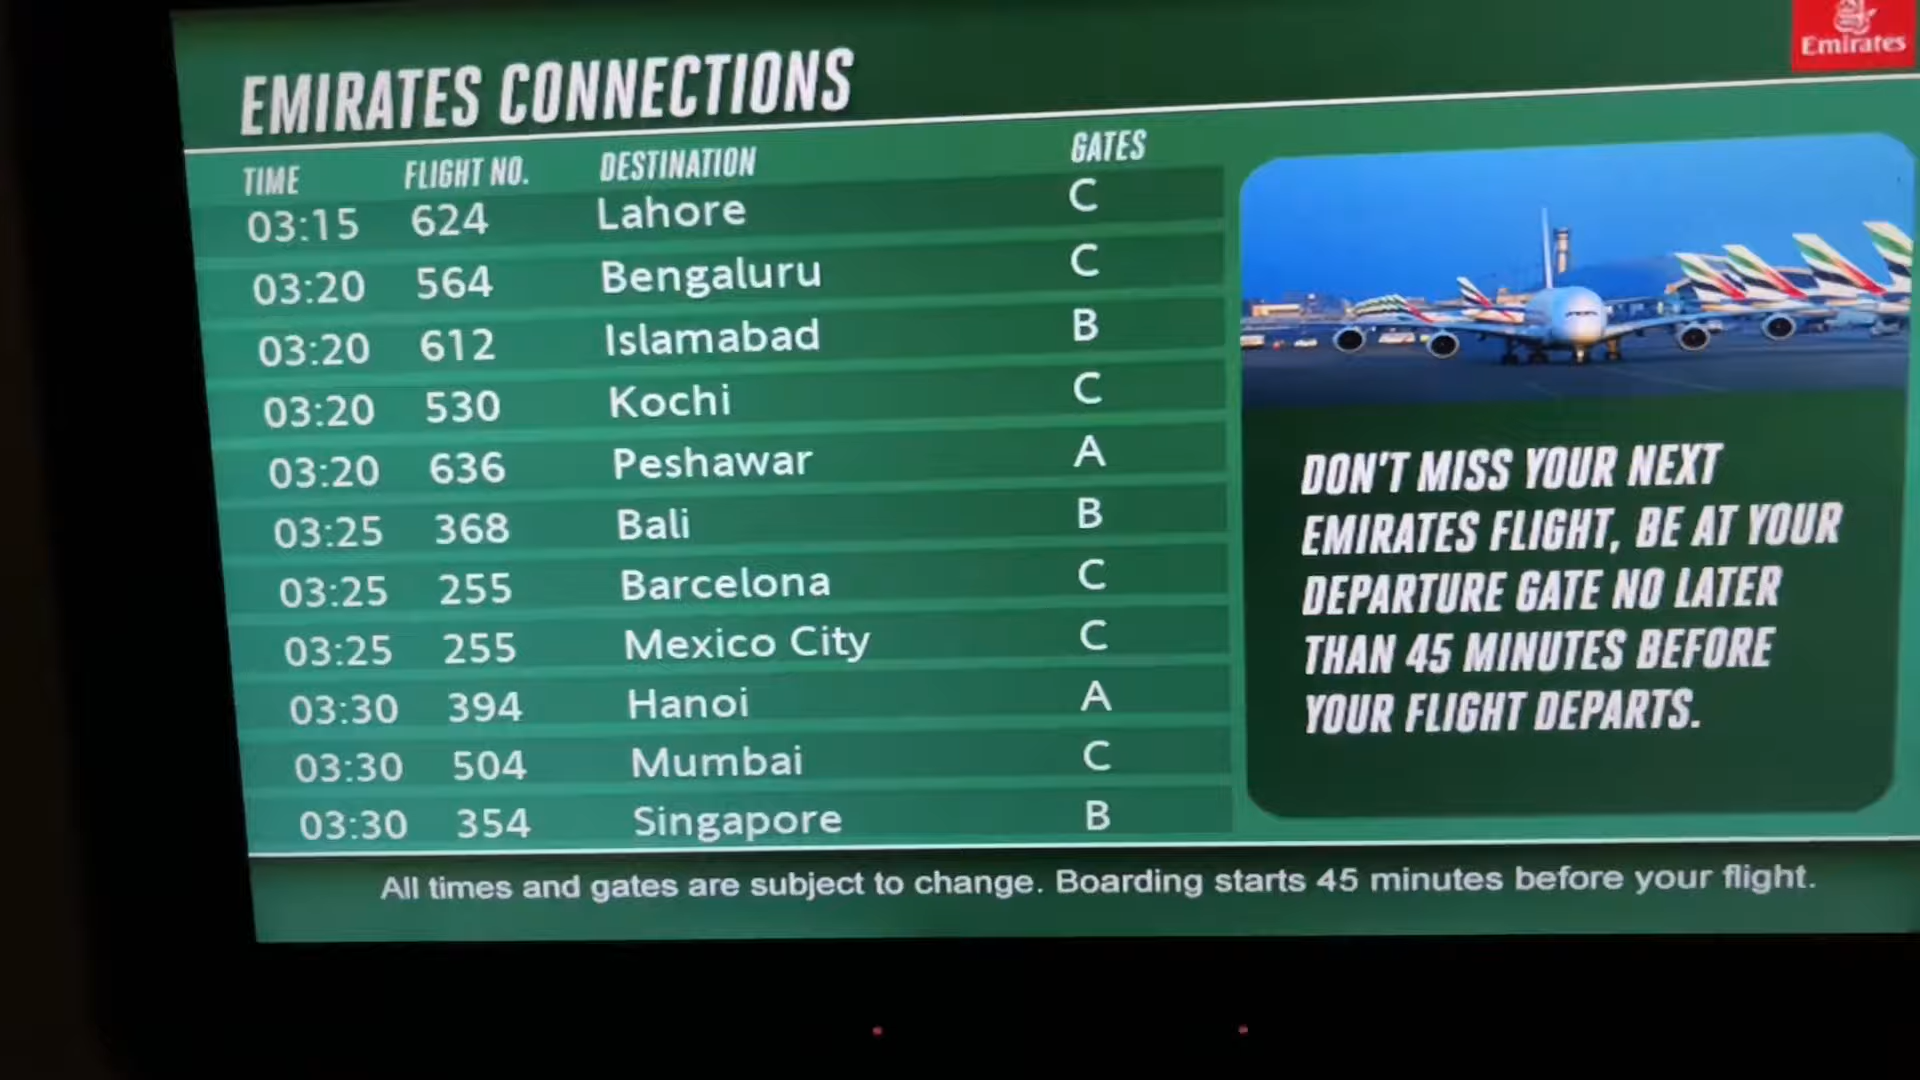 Emirates
EMIRATES CONNECTIONS
TIME FLIGHT NO. DESTINATION GATES
03:15 624 Lahore C
03:20 564 Bengaluru C
03:20 612 Islamabad B
03:20 530 Kochi C
03:20 636 Peshawar A
03:25 368 Bali B
03:25 255 Barcelona C
03:25 255 Mexico City C
03:30 394 Hanoi A
03:30 504 Mumbai C
03:30 354 Singapore B
DON'T MISS YOUR NEXT
EMIRATES FLIGHT, BE AT YOUR
DEPARTURE GATE NO LATER
THAN 45 MINUTES BEFORE
YOUR FLIGHT DEPARTS.
All times and gates are subject to change. Boarding starts 45 minutes before your flight.